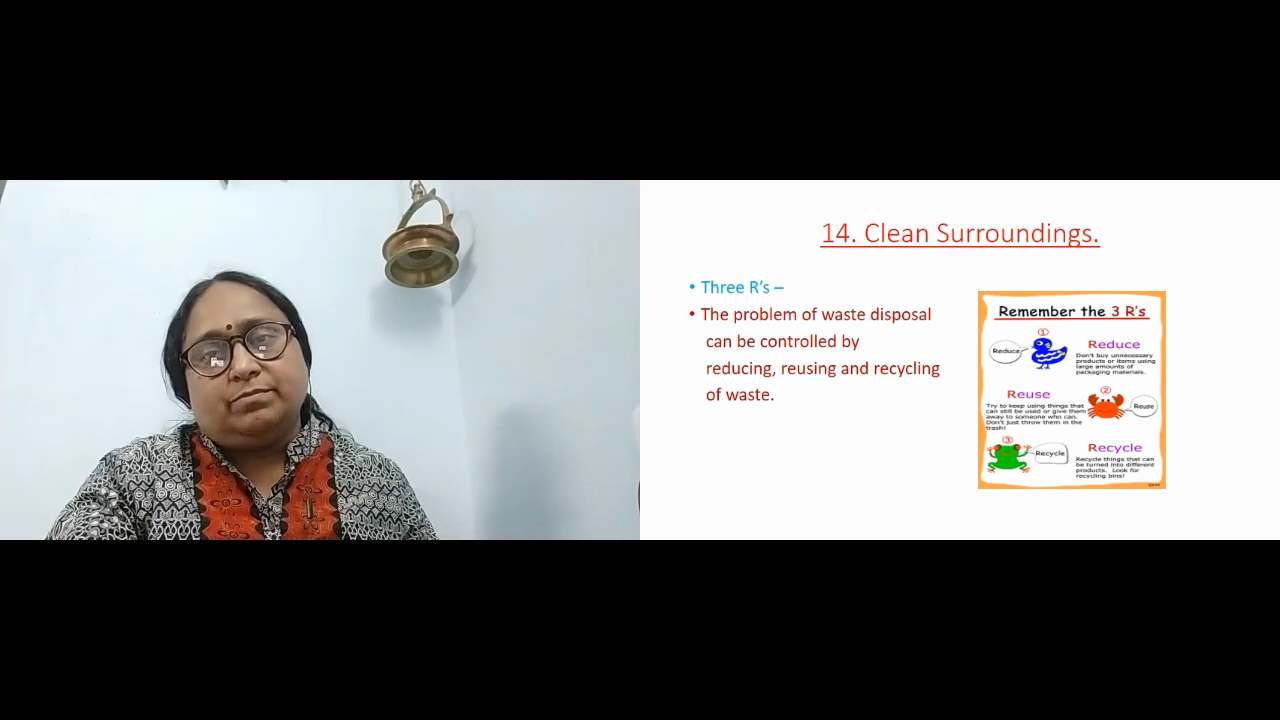 14. Clean Surroundings.
• Three R's –
• The problem of waste disposal
can be controlled by
reducing, reusing and recycling
of waste.
Remember the 3 R's
1
Reduce
Reduce
Don't buy unnecessary
products or items using
large amounts of
packaging materials.
Reuse
Try to keep using things that
can still be used or give them
away to someone who can.
Don't just throw them in the
trash!
2
Reuse
3
Recycle
Recycle
Recycle things that can
be turned into different
products. Look for
recycling bins!